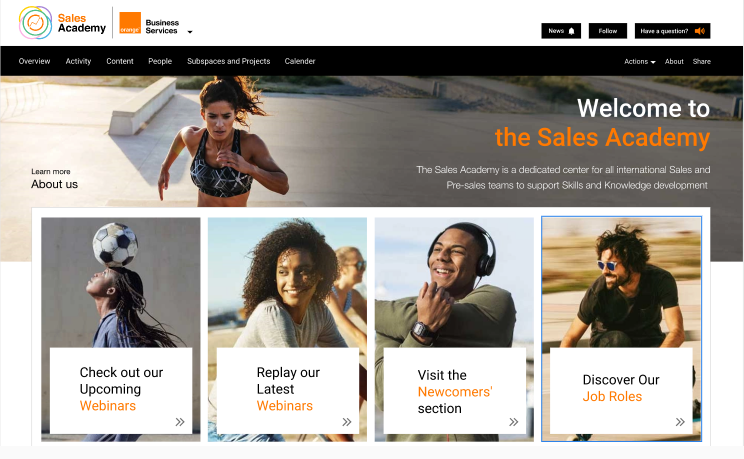 Sales
Academy
orange
Business
Services
News
Follow
Have a question?
Overview
Activity
Content
People
Subspaces and Projects
Calender
Actions
About
Share
Welcome to
the Sales Academy
The Sales Academy is a dedicated center for all international Sales and
Pre-sales teams to support Skills and Knowledge development
Learn more
About us
Check out our
Upcoming
Webinars
Replay our
Latest
Webinars
Visit the
Newcomers'
section
Discover Our
Job Roles